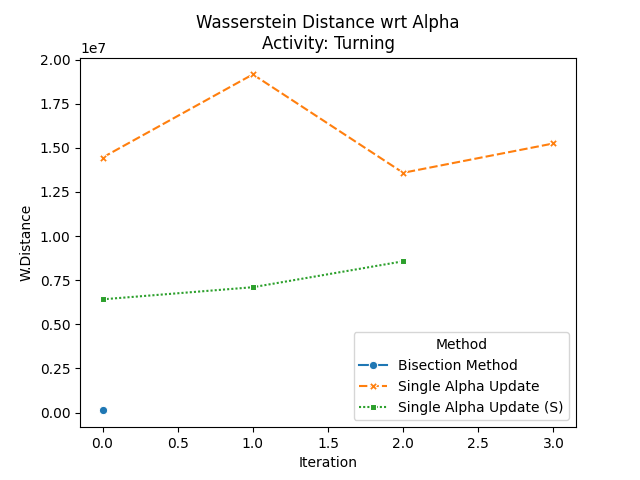 Wasserstein Distance wrt Alpha
Activity: Turning
1e7
2.00
1.75
1.50
1.25
1.00
0.75
0.50
0.25
0.00
W.Distance
0.0 0.5 1.0 1.5 2.0 2.5 3.0
Iteration
Method
Bisection Method
Single Alpha Update
Single Alpha Update (S)